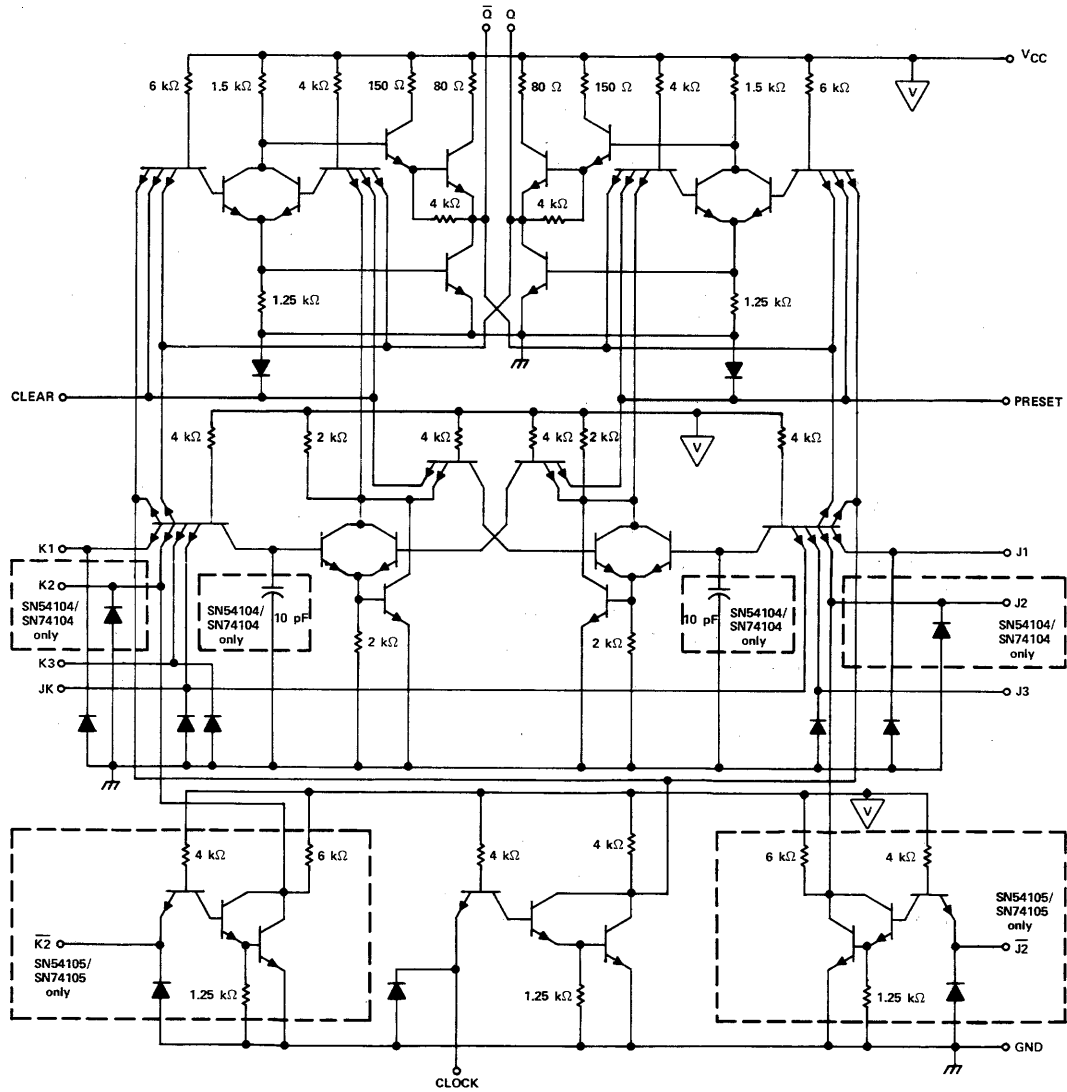 Q̅ Q
VCC
6 kΩ 1.5 kΩ 4 kΩ 150 Ω 80 Ω 80 Ω 150 Ω 4 kΩ 1.5 kΩ 6 kΩ
V
4 kΩ 4 kΩ
1.25 kΩ 1.25 kΩ
CLEAR PRESET
4 kΩ 2 kΩ 4 kΩ 4 kΩ 2 kΩ 4 kΩ
V
K1 J1
K2 J2
SN54104/
SN74104
only
SN54104/
SN74104
only
10 pF
10 pF
SN54104/
SN74104
only
SN54104/
SN74104
only
2 kΩ 2 kΩ
K3
JK J3
V
4 kΩ 6 kΩ 4 kΩ 4 kΩ 6 kΩ 4 kΩ
SN54105/
SN74105
only
K̅2̅ J̅2̅
SN54105/
SN74105
only
1.25 kΩ 1.25 kΩ 1.25 kΩ
GND
CLOCK